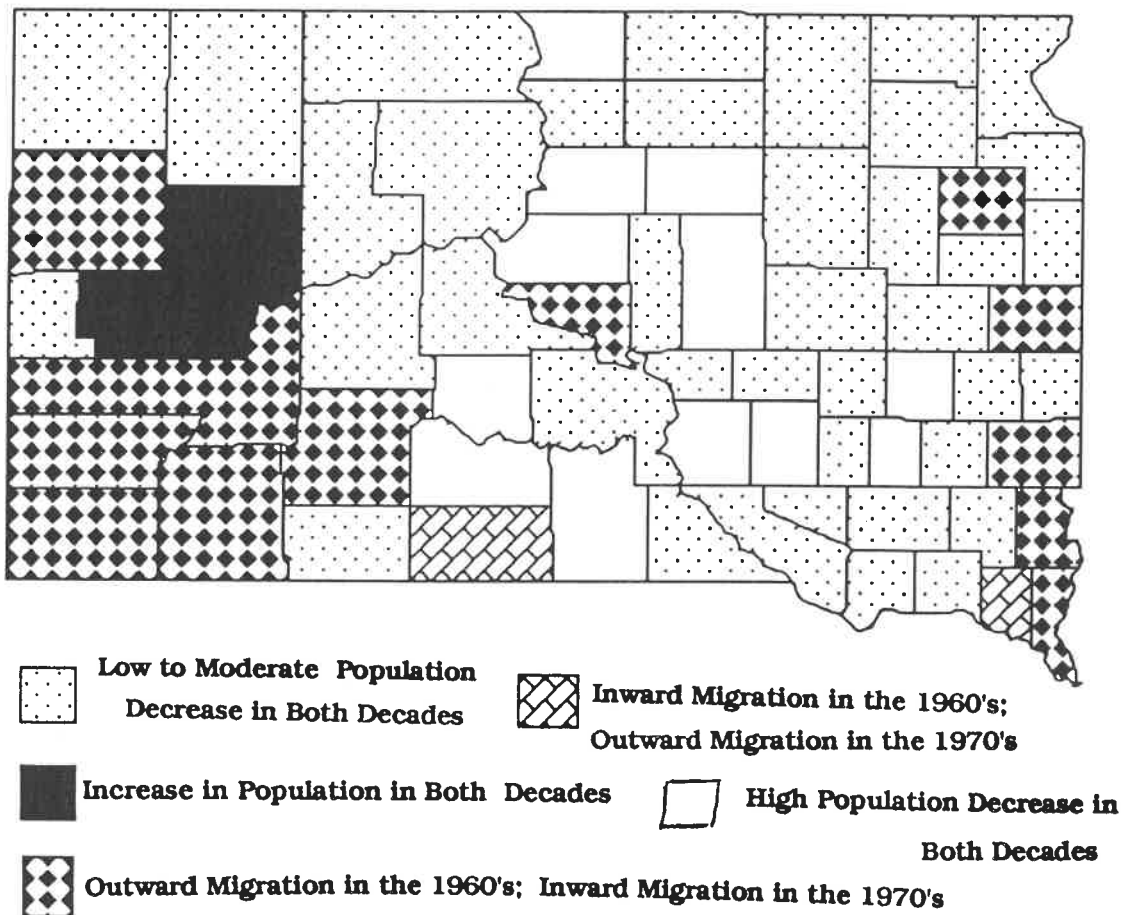 Low to Moderate Population
Decrease in Both Decades
Inward Migration in the 1960's;
Outward Migration in the 1970's
Increase in Population in Both Decades
High Population Decrease in
Both Decades
Outward Migration in the 1960's; Inward Migration in the 1970's